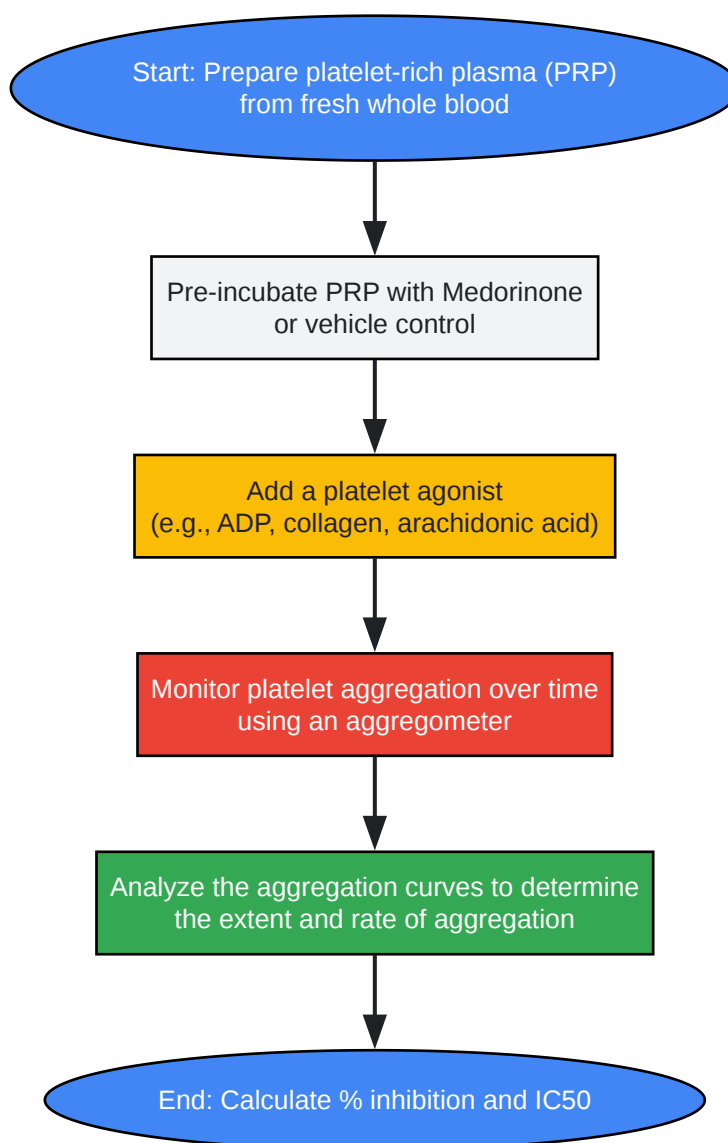 Start: Prepare platelet-rich plasma (PRP)
from fresh whole blood
Pre-incubate PRP with Medorinone
or vehicle control
Add a platelet agonist
(e.g., ADP, collagen, arachidonic acid)
Monitor platelet aggregation over time
using an aggregometer
Analyze the aggregation curves to determine
the extent and rate of aggregation
End: Calculate % inhibition and IC50